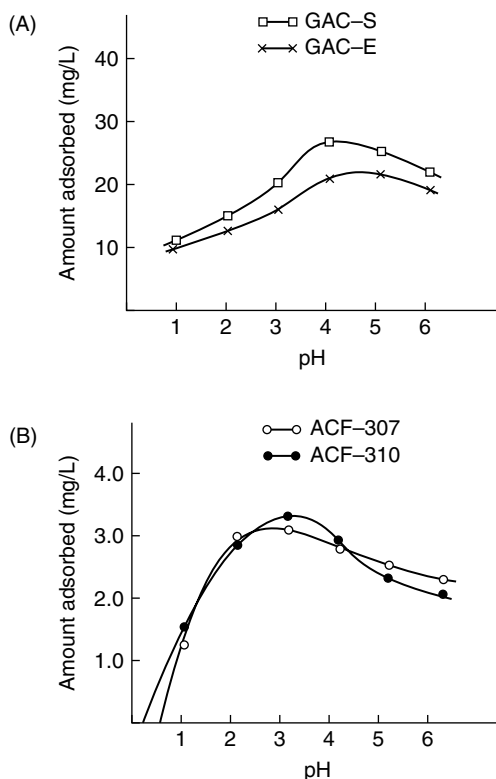 (A)
GAC–S
GAC–E
Amount adsorbed (mg/L)
40
30
20
10
1 2 3 4 5 6
pH
(B)
ACF–307
ACF–310
Amount adsorbed (mg/L)
4.0
3.0
2.0
1.0
1 2 3 4 5 6
pH